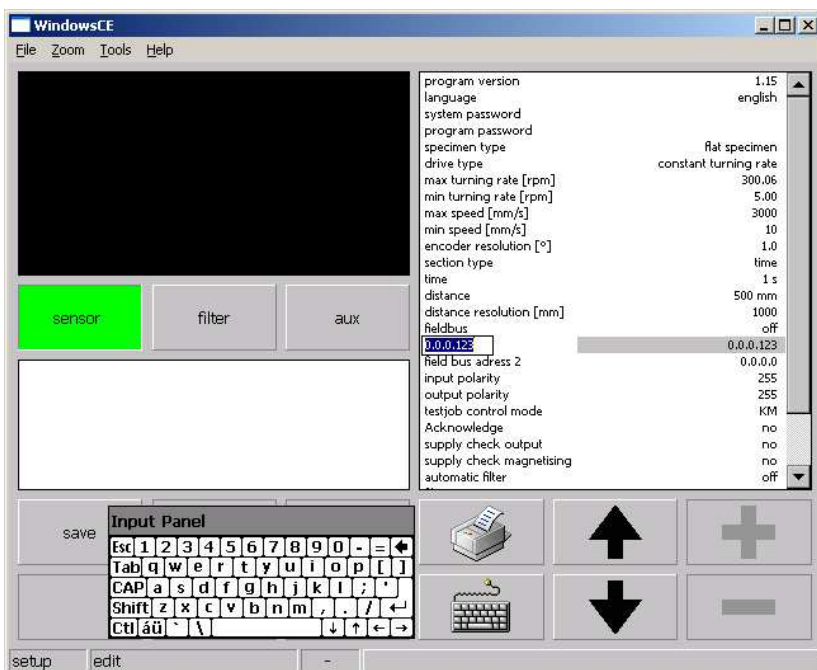 WindowsCE
File Zoom Tools Help
program version 1.15
language english
system password
program password
specimen type flat specimen
drive type constant turning rate
max turning rate [rpm] 300.06
min turning rate [rpm] 5.00
max speed [mm/s] 3000
min speed [mm/s] 10
encoder resolution [°] 1.0
section type time
time 1 s
distance 500 mm
distance resolution [mm] 1000
fieldbus off
0.0.0.123 0.0.0.123
field bus adress 2 0.0.0.0
input polarity 255
output polarity 255
testjob control mode KM
Acknowledge no
supply check output no
supply check magnetising no
automatic filter off
sensor filter aux
save
Input Panel
Esc 1 2 3 4 5 6 7 8 9 0 - =
Tab q w e r t y u i o p [ ]
CAP a s d f g h j k l ; '
Shift z x c v b n m , . /
Ctl áü ` \
setup edit -